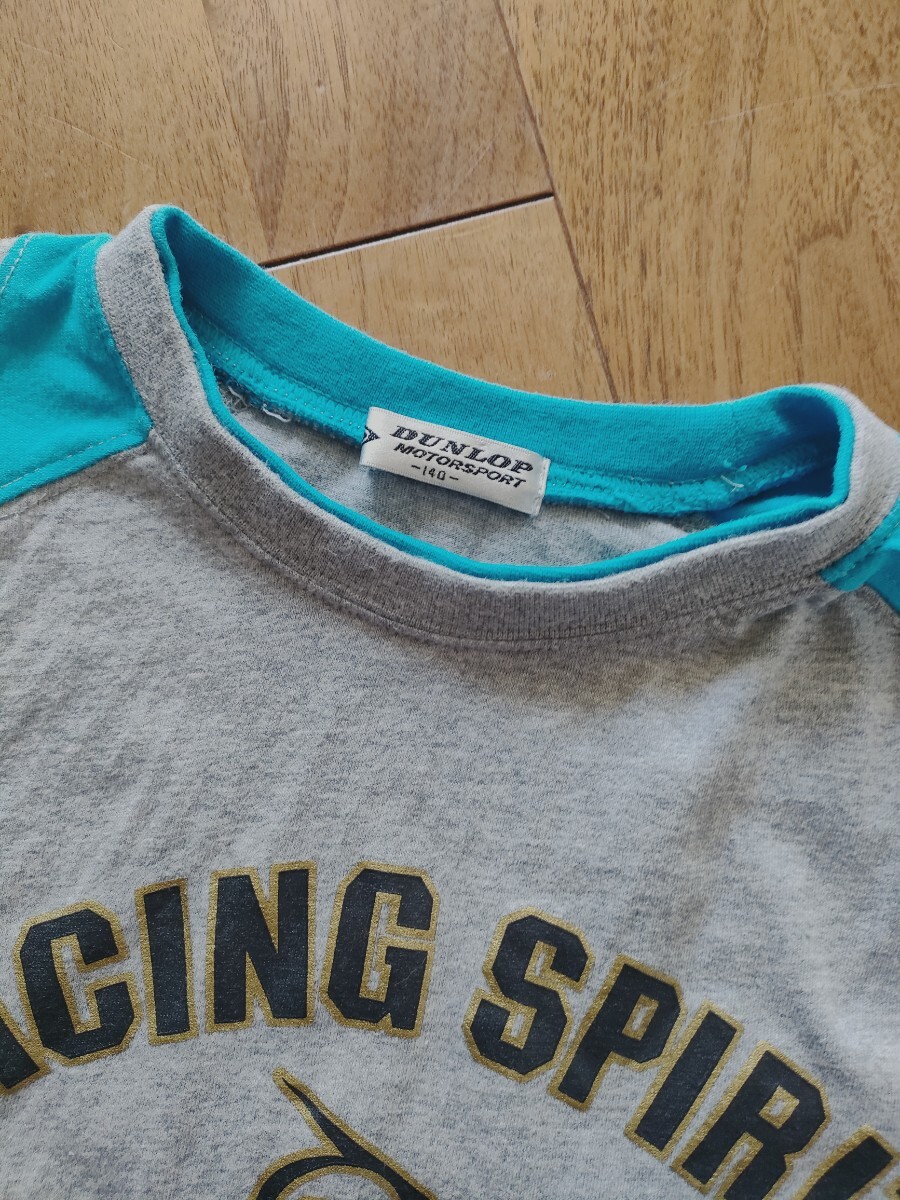 DUNLOP
MOTORSPORT
-140-
ACING SPIRI